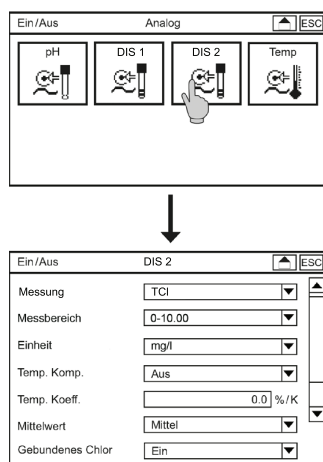 Ein/Aus Analog ESC
pH DIS 1 DIS 2 Temp
Ein/Aus DIS 2 ESC
Messung TCl
Messbereich 0-10.00
Einheit mg/l
Temp. Komp. Aus
Temp. Koeff. 0.0 %/K
Mittelwert Mittel
Gebundenes Chlor Ein